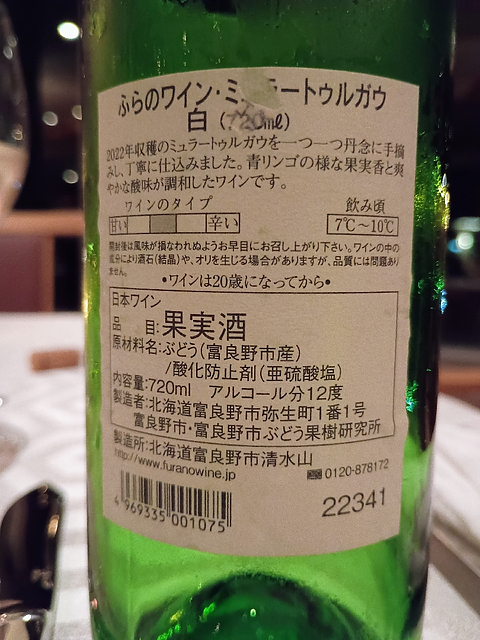 ふらのワイン・ミュラートゥルガウ
白 (720mℓ)
2022年収穫のミュラートゥルガウを一つ一つ丹念に手摘
みし、丁寧に仕込みました。青リンゴの様な果実香と爽
やかな酸味が調和したワインです。
ワインのタイプ 飲み頃
甘い 辛い 7℃〜10℃
開封後は風味が損なわれぬようお早目にお召し上がり下さい。ワインの中の
成分により酒石(結晶)や、オリを生じる場合がありますが、品質には問題あり
ません。
•ワインは20歳になってから•
日本ワイン
品 目:果実酒
原材料名:ぶどう(富良野市産)
/酸化防止剤(亜硫酸塩)
内容量:720ml アルコール分12度
製造者:北海道富良野市弥生町1番1号
富良野市・富良野市ぶどう果樹研究所
製造所:北海道富良野市清水山
http://www.furanowine.jp 0120-878172
4 969335 001075
22341